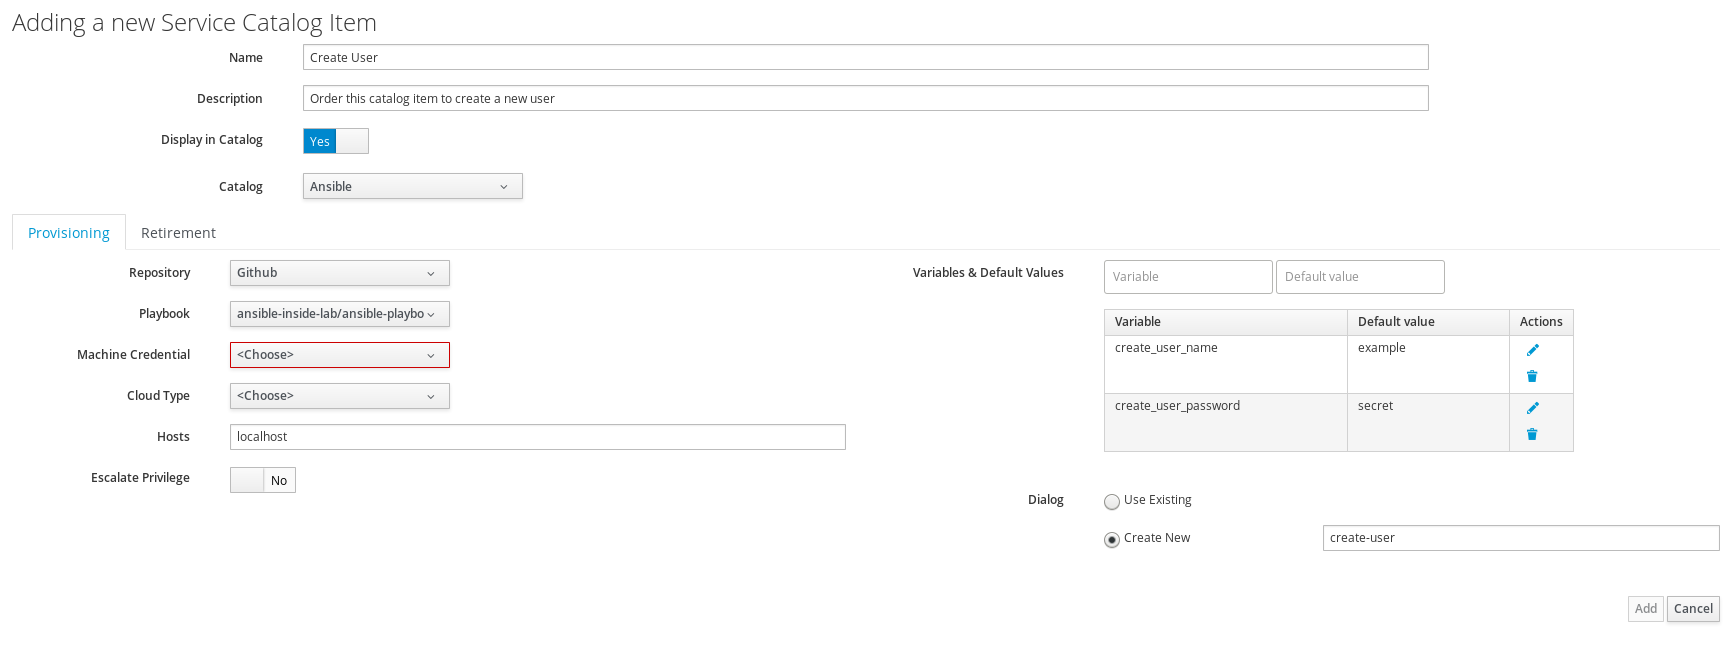 Adding a new Service Catalog Item
Name Create User
Description Order this catalog item to create a new user
Display in Catalog Yes
Catalog Ansible
Provisioning Retirement
Repository Github
Playbook ansible-inside-lab/ansible-playbo
Machine Credential <Choose>
Cloud Type <Choose>
Hosts localhost
Escalate Privilege No
Variables & Default Values Variable Default value
Variable Default value Actions
create_user_name example
create_user_password secret
Dialog Use Existing
Create New create-user
Add Cancel